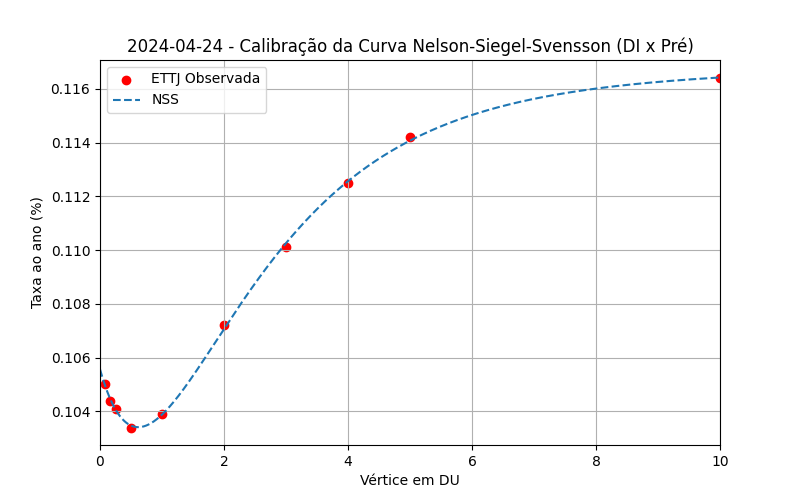 2024-04-24 - Calibração da Curva Nelson-Siegel-Svensson (DI x Pré)
ETTJ Observada
NSS
Taxa ao ano (%)
0.116
0.114
0.112
0.110
0.108
0.106
0.104
0 2 4 6 8 10
Vértice em DU